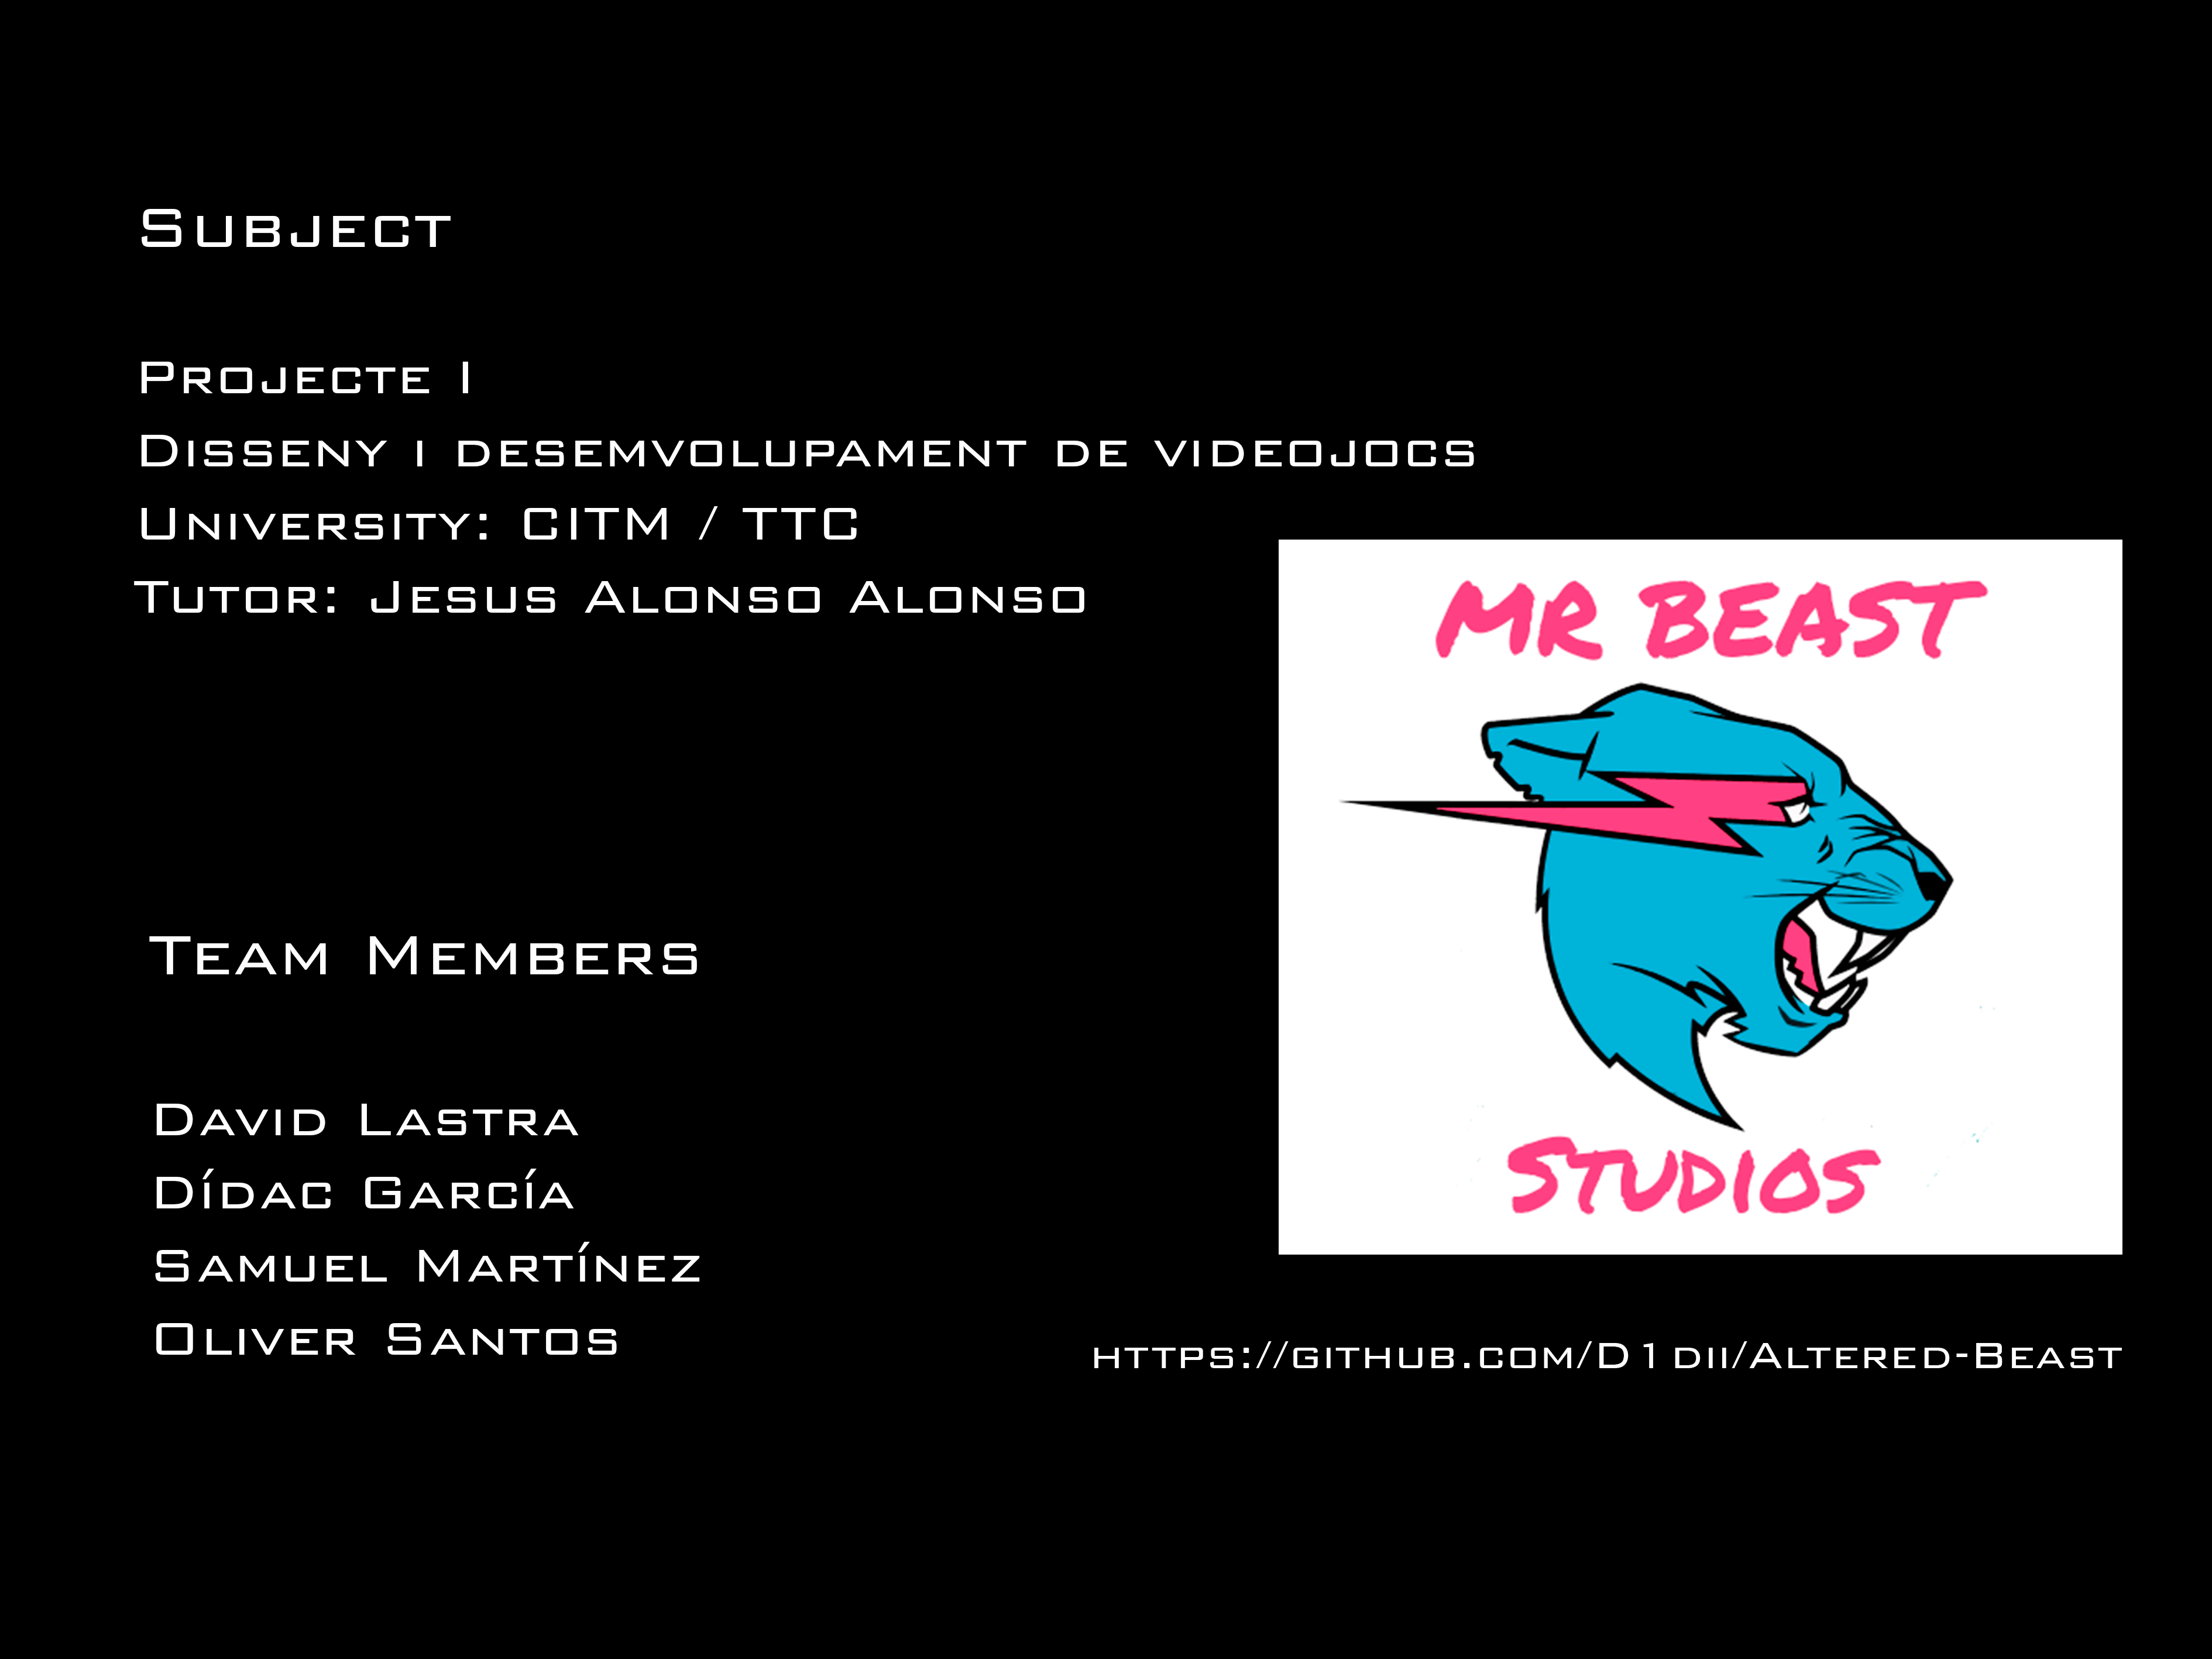 Subject
Projecte I
Disseny i desemvolupament de videojocs
University: CITM / TTC
Tutor: Jesus Alonso Alonso
MR BEAST
STUDIOS
Team Members
David Lastra
Dídac García
Samuel Martínez
Oliver Santos
https://github.com/D1dii/Altered-Beast